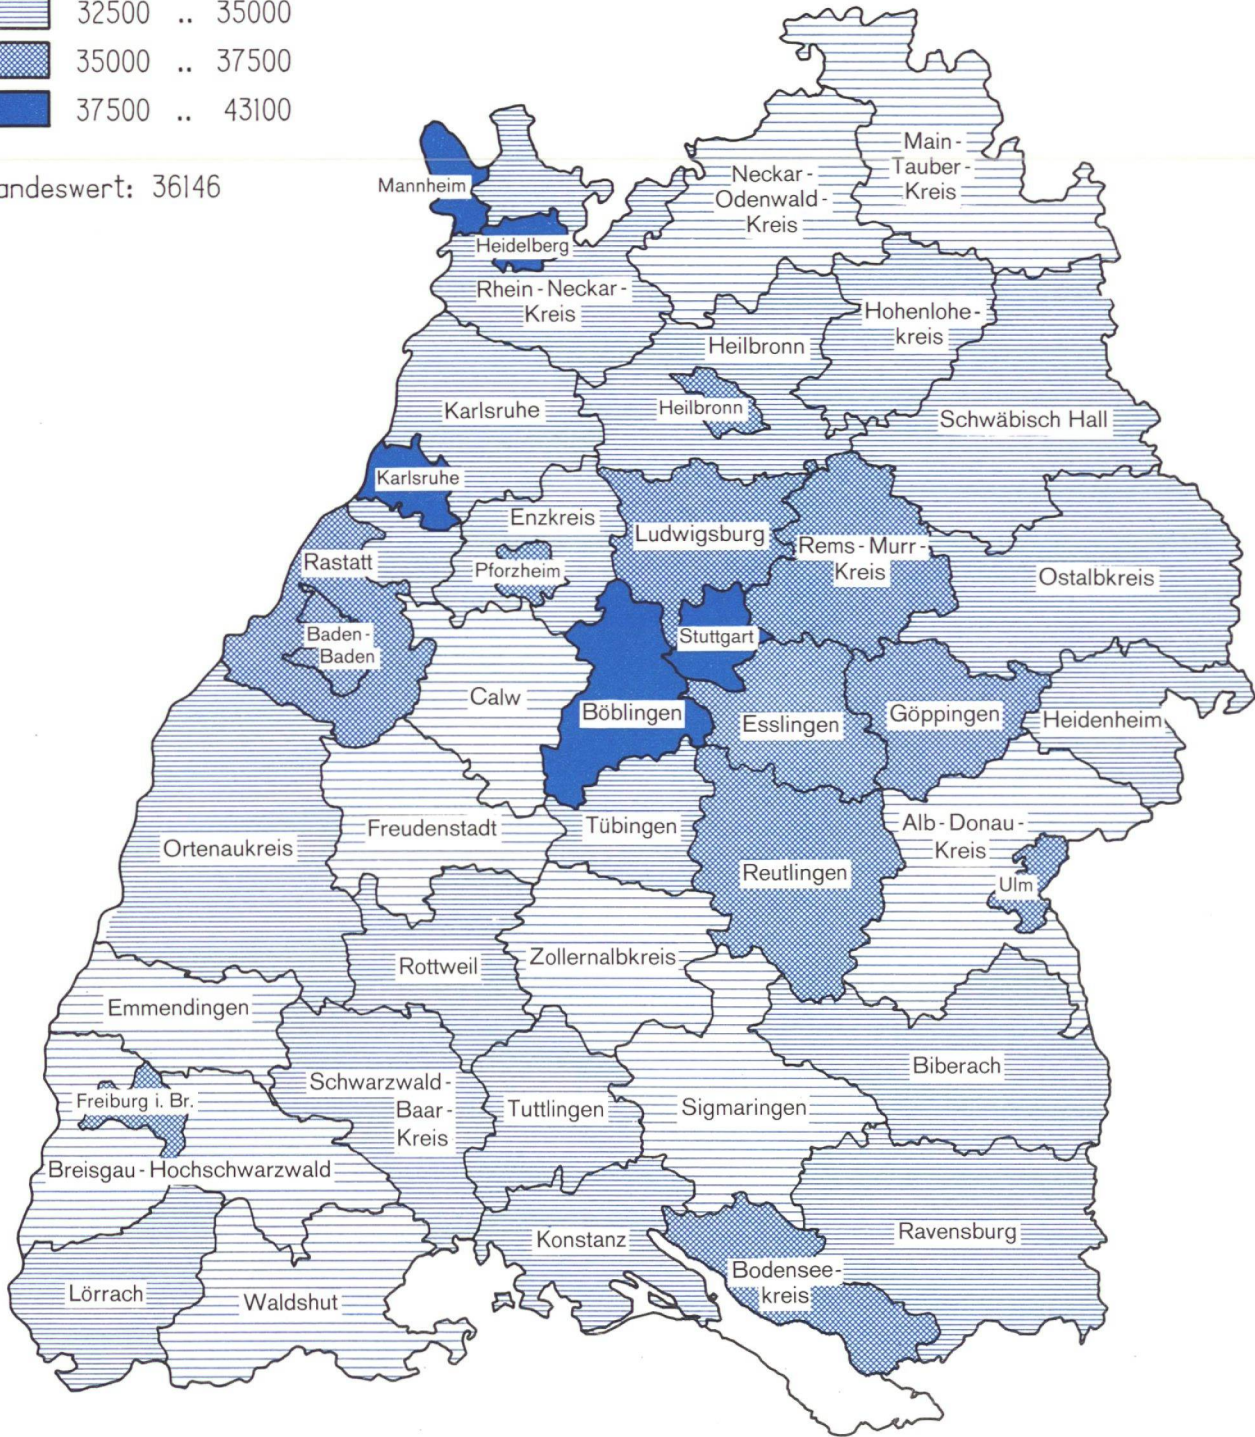 32500 .. 35000
35000 .. 37500
37500 .. 43100
andeswert: 36146
Main-
Tauber-
Kreis
Neckar-
Odenwald-
Kreis
Mannheim
Heidelberg
Rhein-Neckar-
Kreis
Hohenlohe-
kreis
Heilbronn
Karlsruhe
Heilbronn
Schwäbisch Hall
Karlsruhe
Enzkreis
Ludwigsburg
Rems-Murr-
Kreis
Rastatt
Pforzheim
Ostalbkreis
Baden-
Baden
Stuttgart
Calw
Böblingen
Esslingen
Göppingen
Heidenheim
Freudenstadt
Tübingen
Alb-Donau-
Kreis
Ortenaukreis
Reutlingen
Ulm
Rottweil
Zollernalbkreis
Emmendingen
Biberach
Schwarzwald-
Baar-
Kreis
Freiburg i. Br.
Tuttlingen
Sigmaringen
Breisgau-Hochschwarzwald
Konstanz
Ravensburg
Bodensee-
kreis
Lörrach
Waldshut